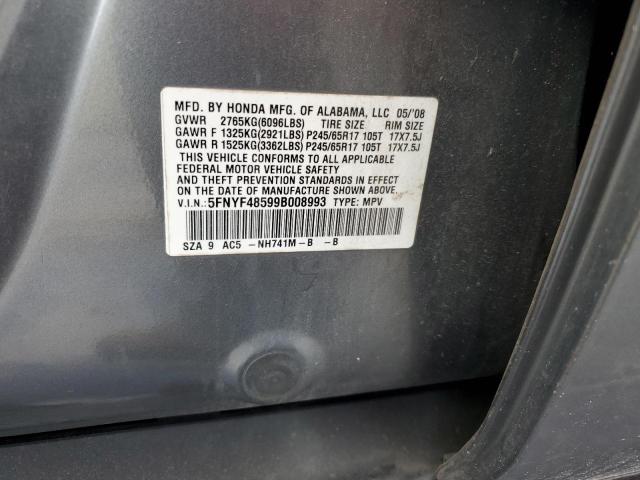 MFD. BY HONDA MFG. OF ALABAMA, LLC 05/'08
GVWR 2765KG(6096LBS) TIRE SIZE RIM SIZE
GAWR F 1325KG(2921LBS) P245/65R17 105T 17X7.5J
GAWR R 1525KG(3362LBS) P245/65R17 105T 17X7.5J
THIS VEHICLE CONFORMS TO ALL APPLICABLE
FEDERAL MOTOR VEHICLE SAFETY
AND THEFT PREVENTION STANDARDS IN EFFECT
ON THE DATE OF MANUFACTURE SHOWN ABOVE.
V.I.N.: 5FNYF48599B008993 TYPE: MPV
SZA 9 AC5 -NH741M-B -B